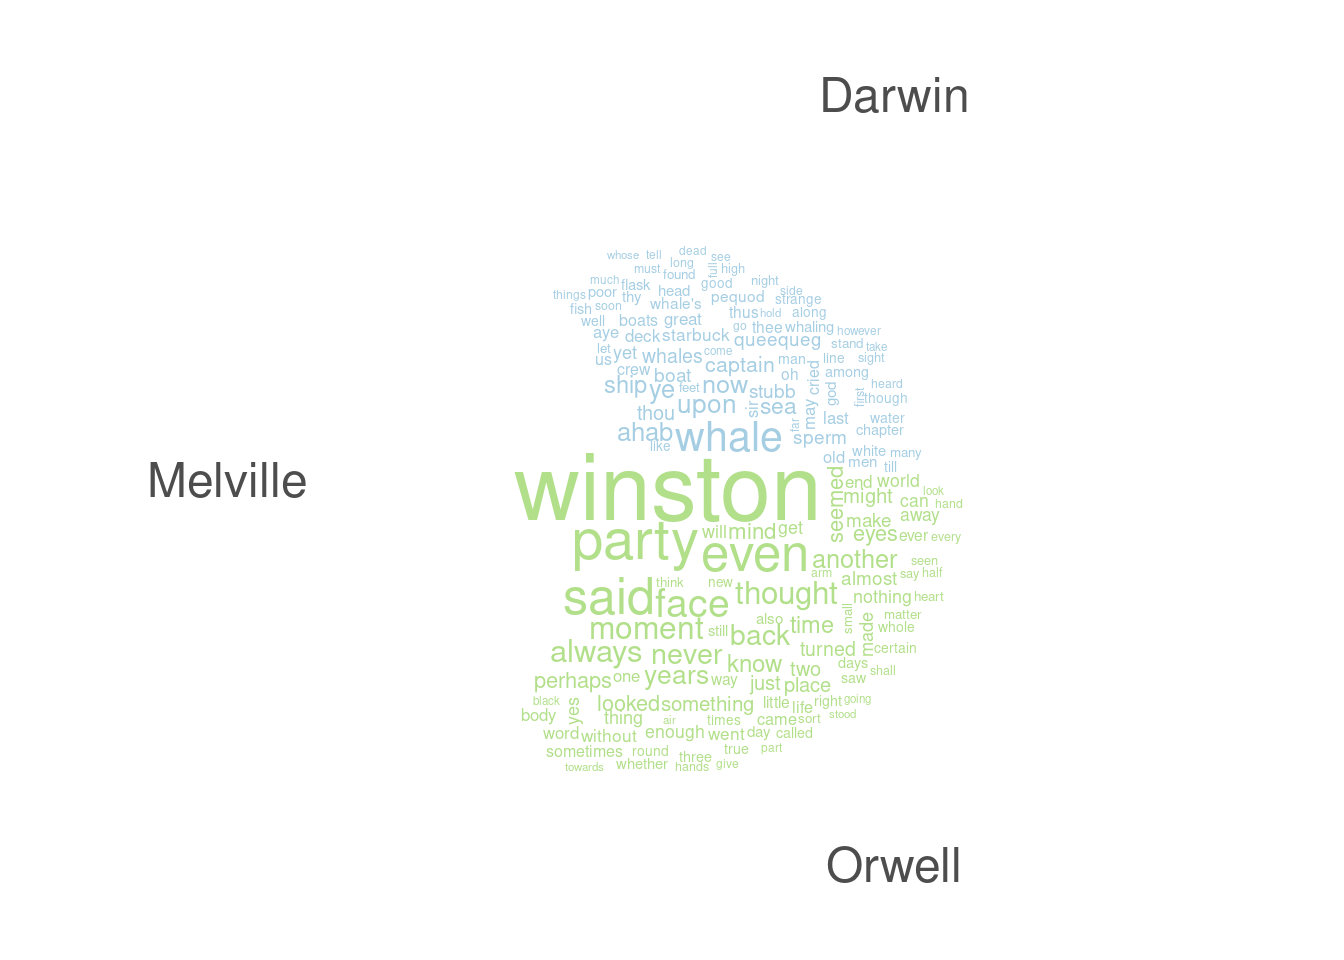 Darwin
whose tell dead see
must long found full high
much flask good night
things poor thy head pequod side strange
fish soon whale's thus hold along
well boats great go thee whaling however
aye deck starbuck queequeg stand take
let us yet whales come man line sight
crew boat captain oh cried among
ship ye feet now stubb god heard
thou upon sir sea may first though
ahab like whale far sperm last water chapter
old white many
men till
Melville
winston seemed end world look
might can hand
party will mind get make away
even eyes ever every
another seen
said think new arm almost say half
face thought nothing heart
moment still also time small matter
back made whole
always never know turned certain
perhaps one years way two days shall
just place saw
black looked something little life right going
body yes thing air times came sort stood
word without enough went day called
sometimes round three true part
towards whether hands give
Orwell